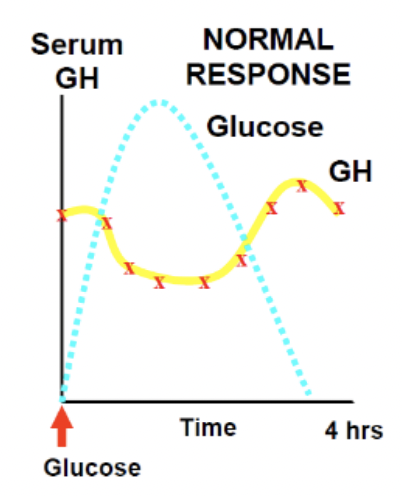 Serum
GH
NORMAL
RESPONSE
Glucose
GH
x
x
x
x
x
x
x
x
x
Time
4 hrs
Glucose